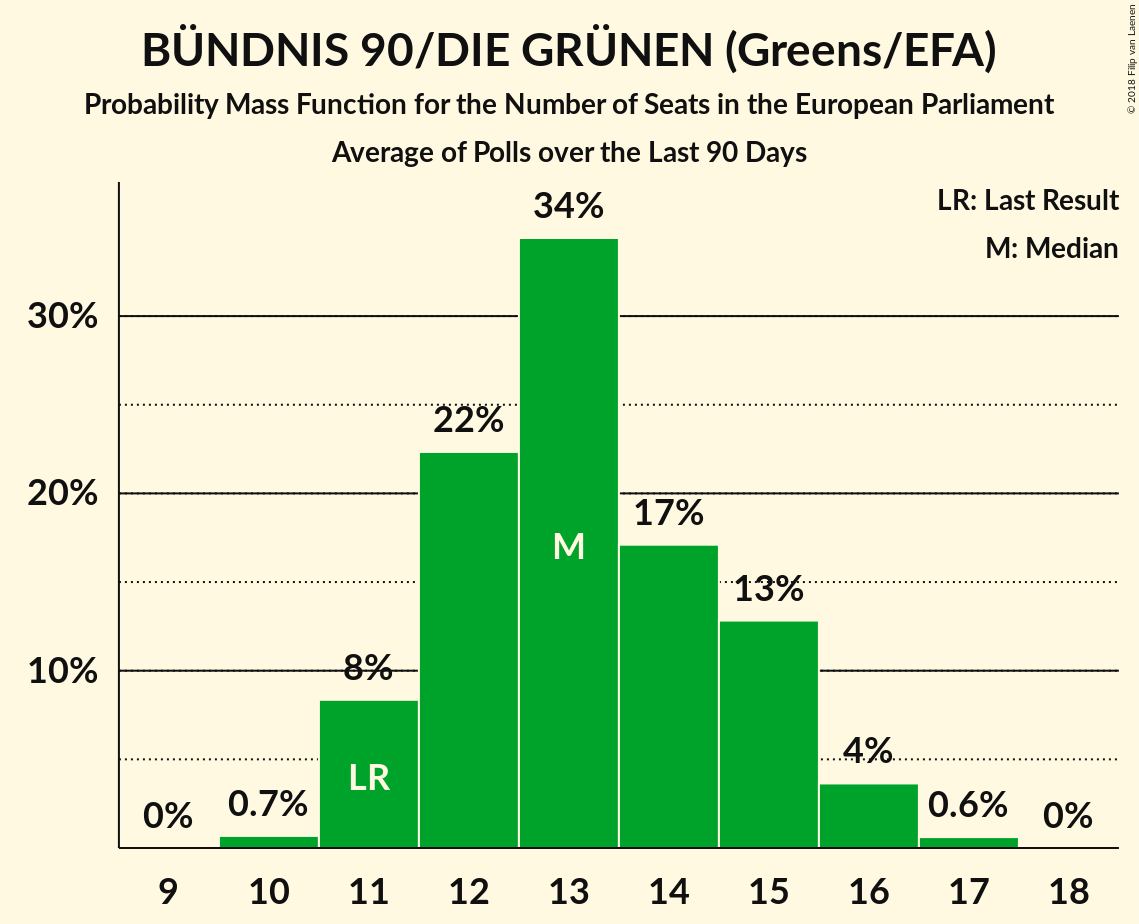 BÜNDNIS 90/DIE GRÜNEN (Greens/EFA)
Probability Mass Function for the Number of Seats in the European Parliament
Average of Polls over the Last 90 Days
© 2018 Filip van Laenen
LR: Last Result
M: Median
34%
30%
22%
20%
17%
M
13%
10%
8%
4%
LR
0%
0.7%
0.6%
0%
9 10 11 12 13 14 15 16 17 18